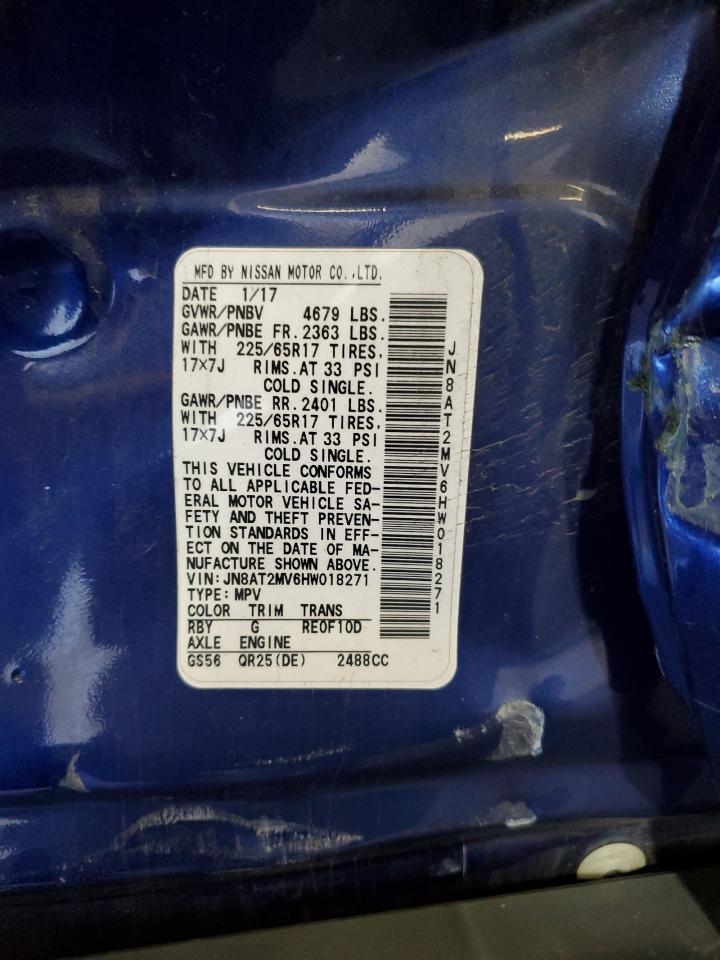 MFD BY NISSAN MOTOR CO.,LTD.
DATE 1/17
GVWR/PNBV 4679 LBS.
GAWR/PNBE FR. 2363 LBS.
WITH 225/65R17 TIRES,
17×7J RIMS.AT 33 PSI
COLD SINGLE.
GAWR/PNBE RR. 2401 LBS.
WITH 225/65R17 TIRES,
17×7J RIMS.AT 33 PSI
COLD SINGLE.
THIS VEHICLE CONFORMS
TO ALL APPLICABLE FED-
ERAL MOTOR VEHICLE SA-
FETY AND THEFT PREVEN-
TION STANDARDS IN EFF-
ECT ON THE DATE OF MA-
NUFACTURE SHOWN ABOVE.
VIN:JN8AT2MV6HW018271
TYPE:MPV
COLOR TRIM TRANS
RBY G RE0F10D
AXLE ENGINE
GS56 QR25(DE) 2488CC
JN8AT2MV6HW018271